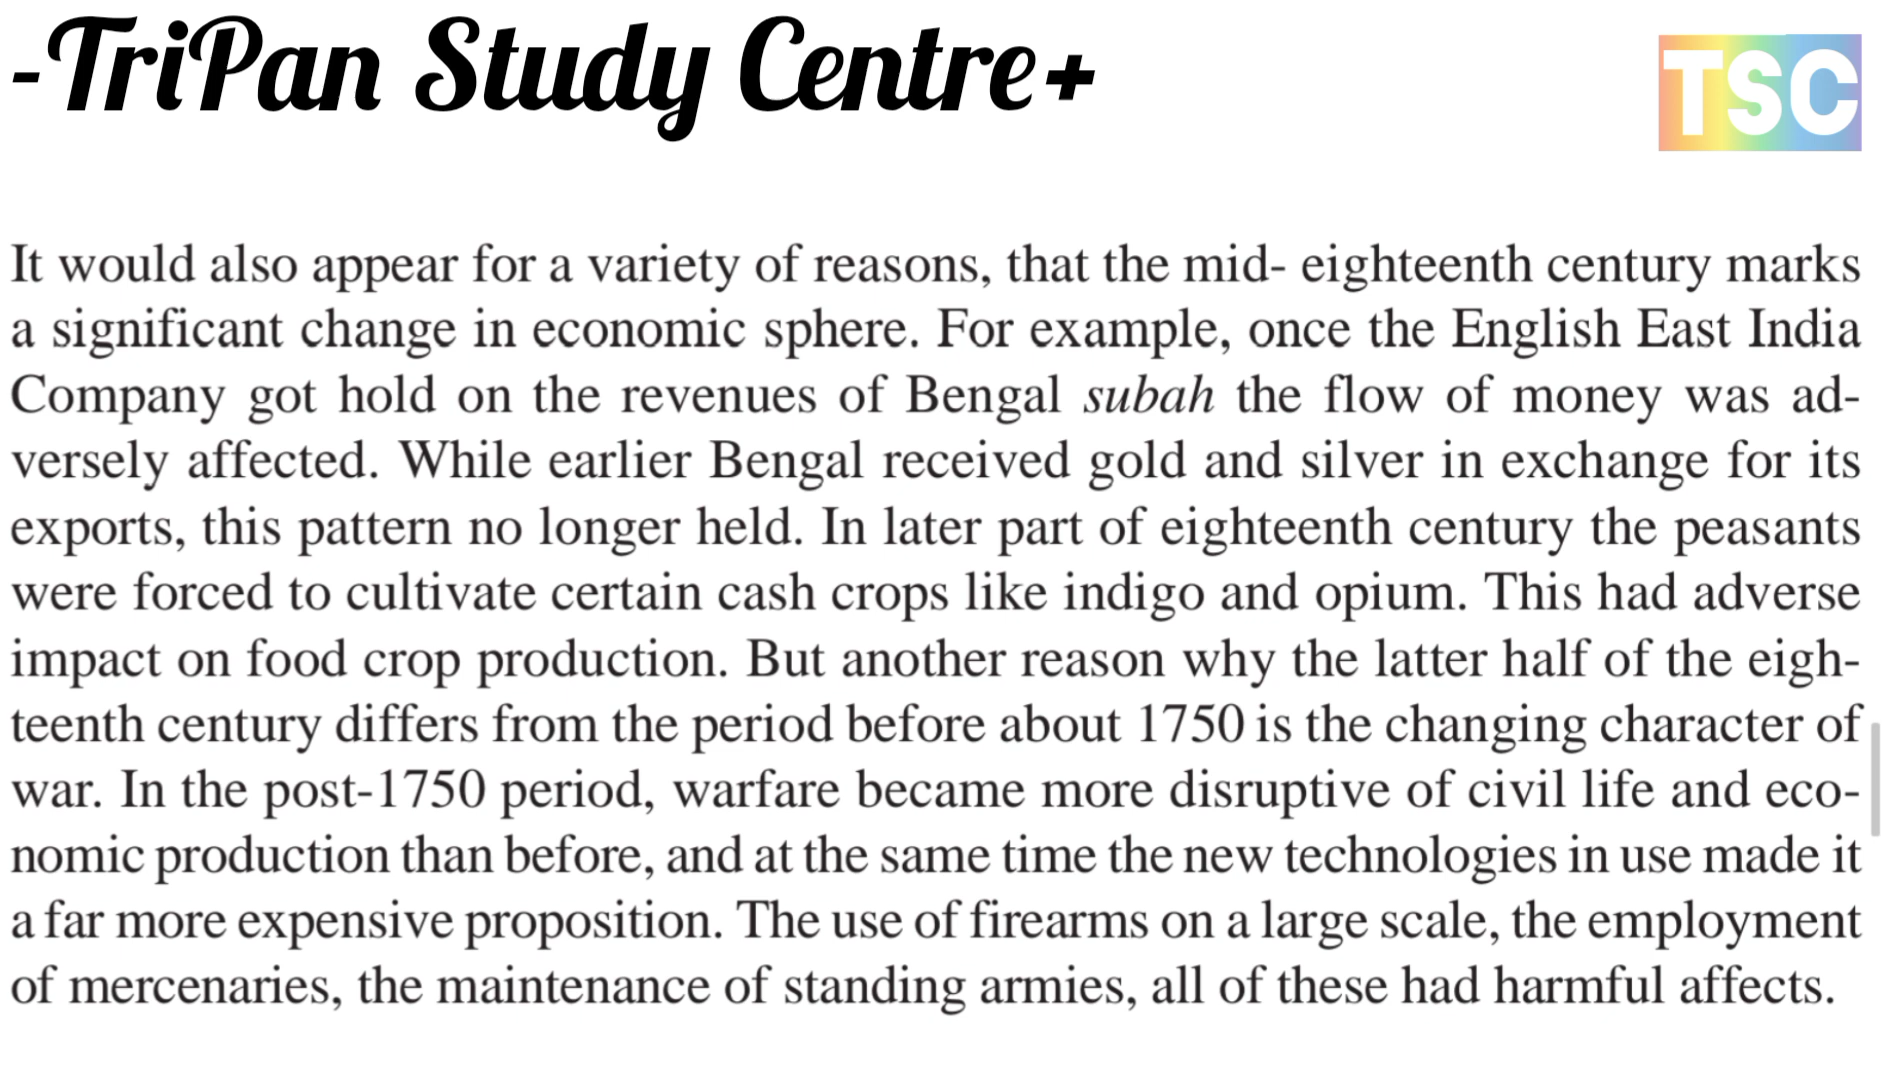 -TriPan Study Centre+
TSC
It would also appear for a variety of reasons, that the mid- eighteenth century marks
a significant change in economic sphere. For example, once the English East India
Company got hold on the revenues of Bengal subah the flow of money was ad-
versely affected. While earlier Bengal received gold and silver in exchange for its
exports, this pattern no longer held. In later part of eighteenth century the peasants
were forced to cultivate certain cash crops like indigo and opium. This had adverse
impact on food crop production. But another reason why the latter half of the eigh-
teenth century differs from the period before about 1750 is the changing character of
war. In the post-1750 period, warfare became more disruptive of civil life and eco-
nomic production than before, and at the same time the new technologies in use made it
a far more expensive proposition. The use of firearms on a large scale, the employment
of mercenaries, the maintenance of standing armies, all of these had harmful affects.